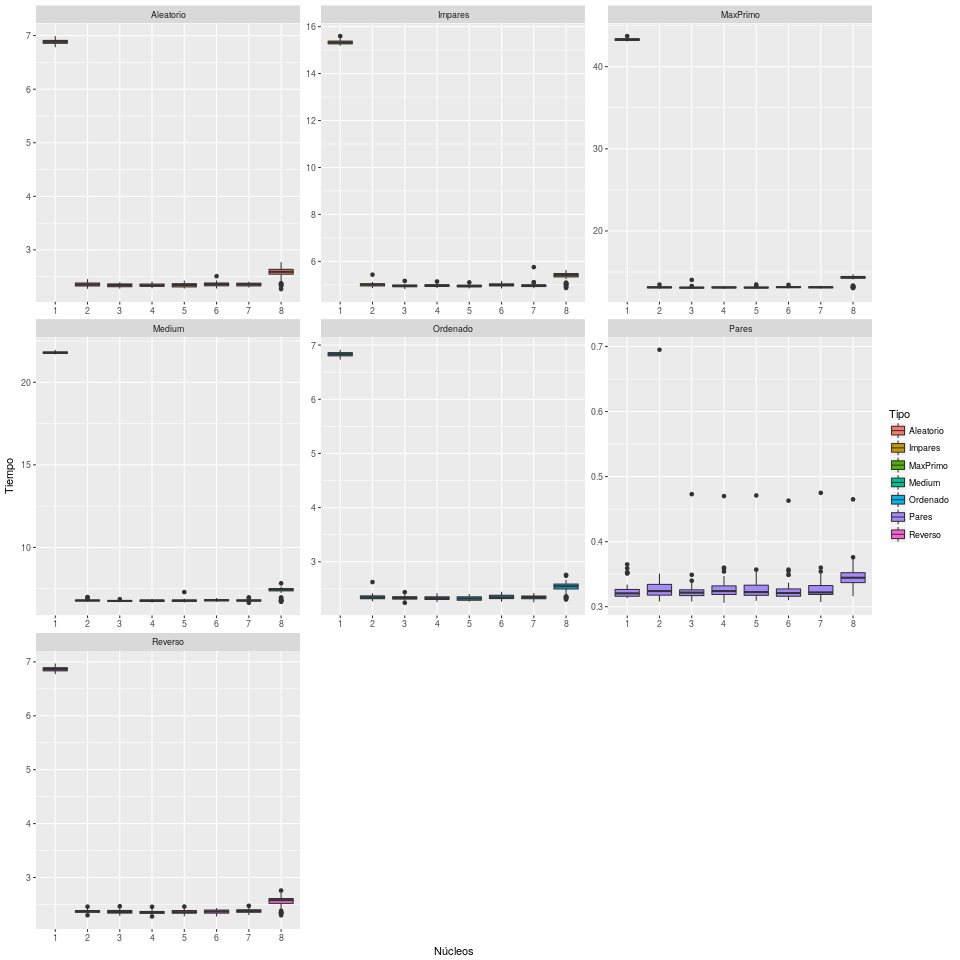 Aleatorio Impares MaxPrimo
7 6 5 4 3
16 14 12 10 8 6
40 30 20
1 2 3 4 5 6 7 8 1 2 3 4 5 6 7 8 1 2 3 4 5 6 7 8
Medium Ordenado Pares
20 15 10
7 6 5 4 3
0.7 0.6 0.5 0.4 0.3
1 2 3 4 5 6 7 8 1 2 3 4 5 6 7 8 1 2 3 4 5 6 7 8
Reverso
7 6 5 4 3
1 2 3 4 5 6 7 8
Tiempo
Núcleos
Tipo
Aleatorio
Impares
MaxPrimo
Medium
Ordenado
Pares
Reverso